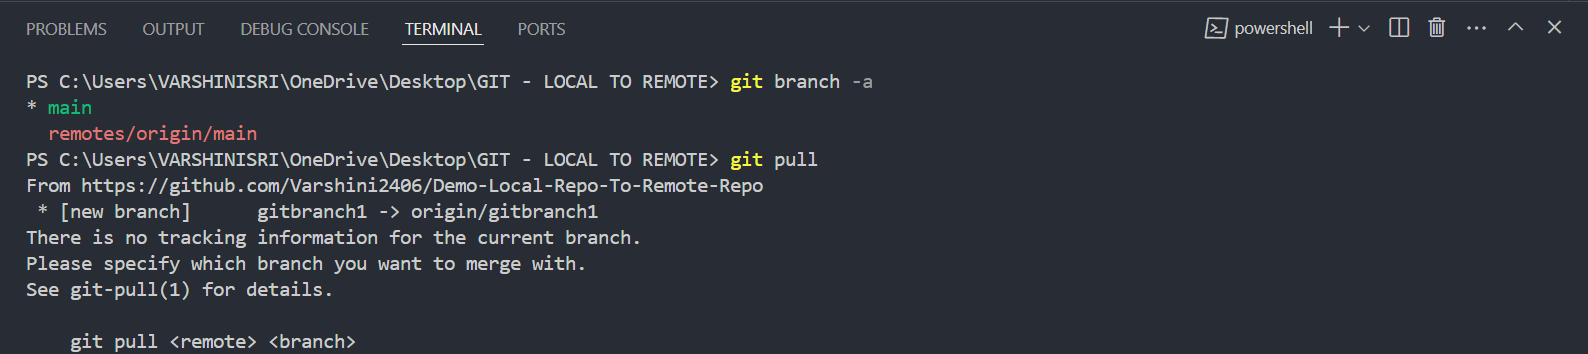 PROBLEMS OUTPUT DEBUG CONSOLE TERMINAL PORTS powershell
PS C:\Users\VARSHINISRI\OneDrive\Desktop\GIT - LOCAL TO REMOTE> git branch -a
* main
  remotes/origin/main
PS C:\Users\VARSHINISRI\OneDrive\Desktop\GIT - LOCAL TO REMOTE> git pull
From https://github.com/Varshini2406/Demo-Local-Repo-To-Remote-Repo
 * [new branch]      gitbranch1 -> origin/gitbranch1
There is no tracking information for the current branch.
Please specify which branch you want to merge with.
See git-pull(1) for details.
    git pull <remote> <branch>